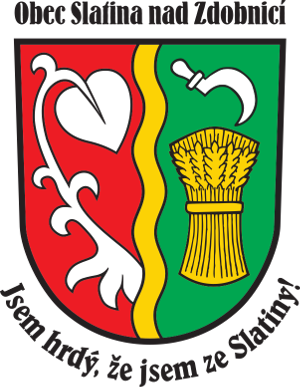 Obec Slatina nad Zdobnicí
Jsem hrdý, že jsem ze Slatiny!